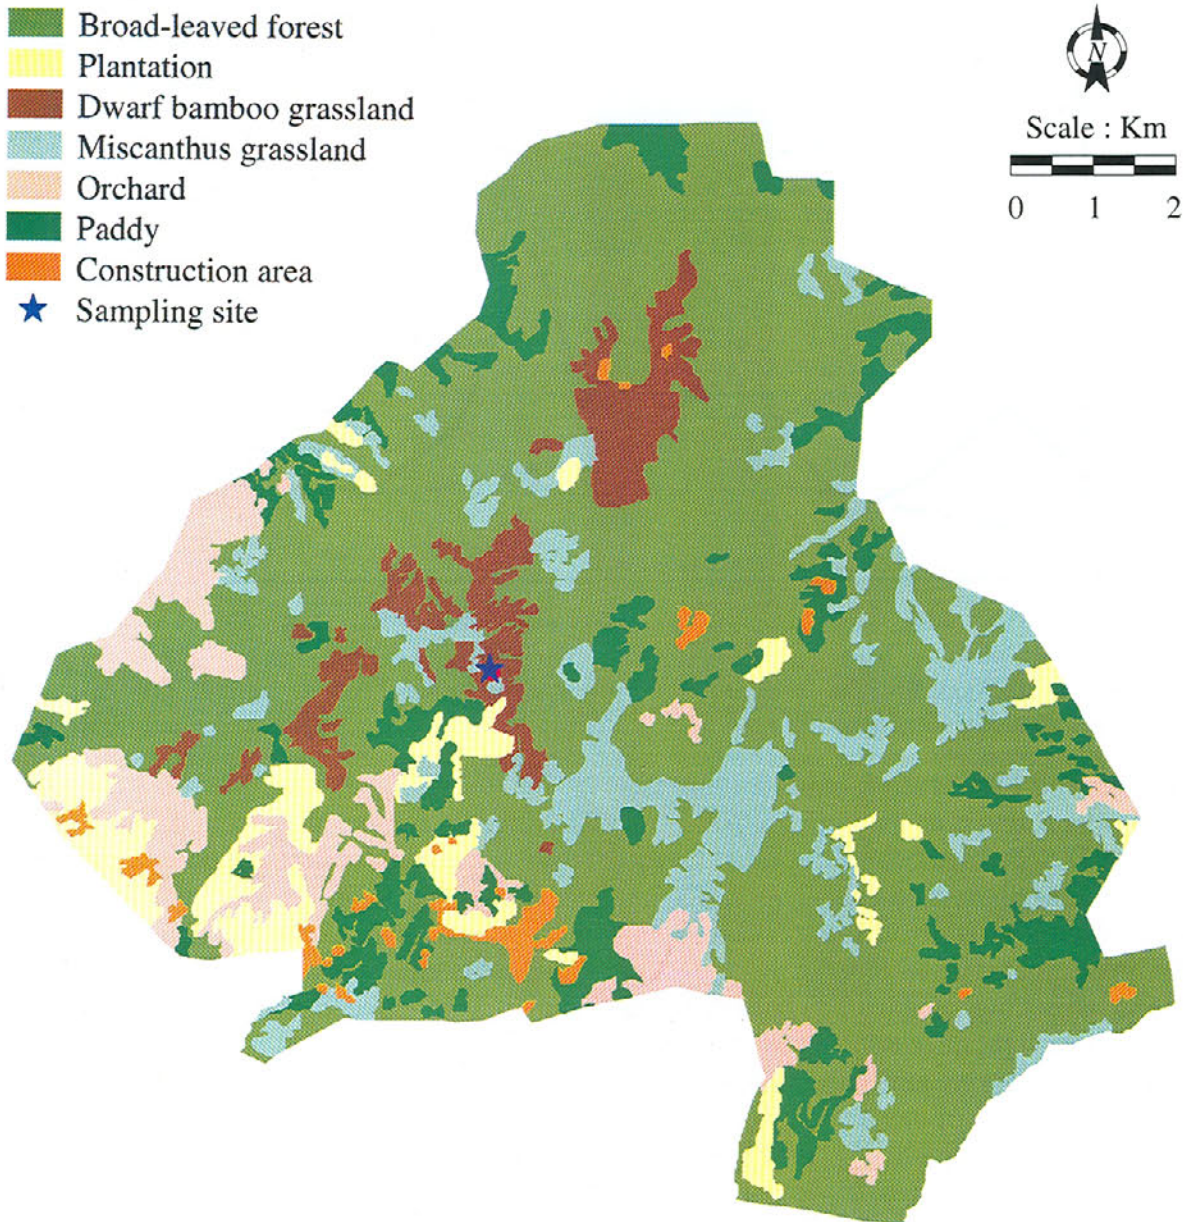 Broad-leaved forest
Plantation
Dwarf bamboo grassland
Miscanthus grassland
Orchard
Paddy
Construction area
Sampling site
N
Scale : Km
0 1 2